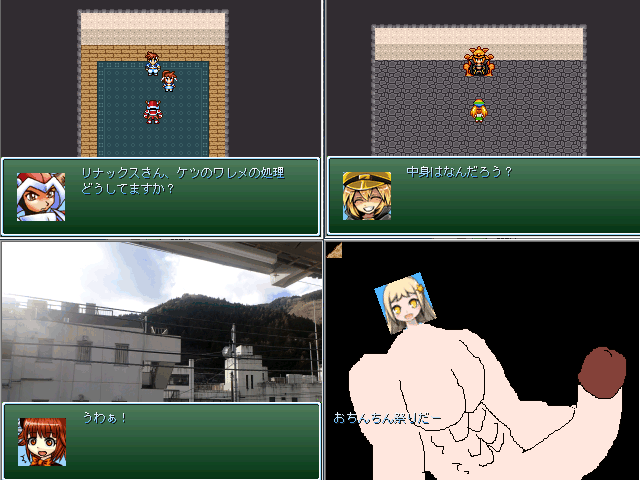 リナックスさん、ケツのワレメの処理
どうしてますか？
中身はなんだろう？
うわぁ！
おちんちん祭りだー